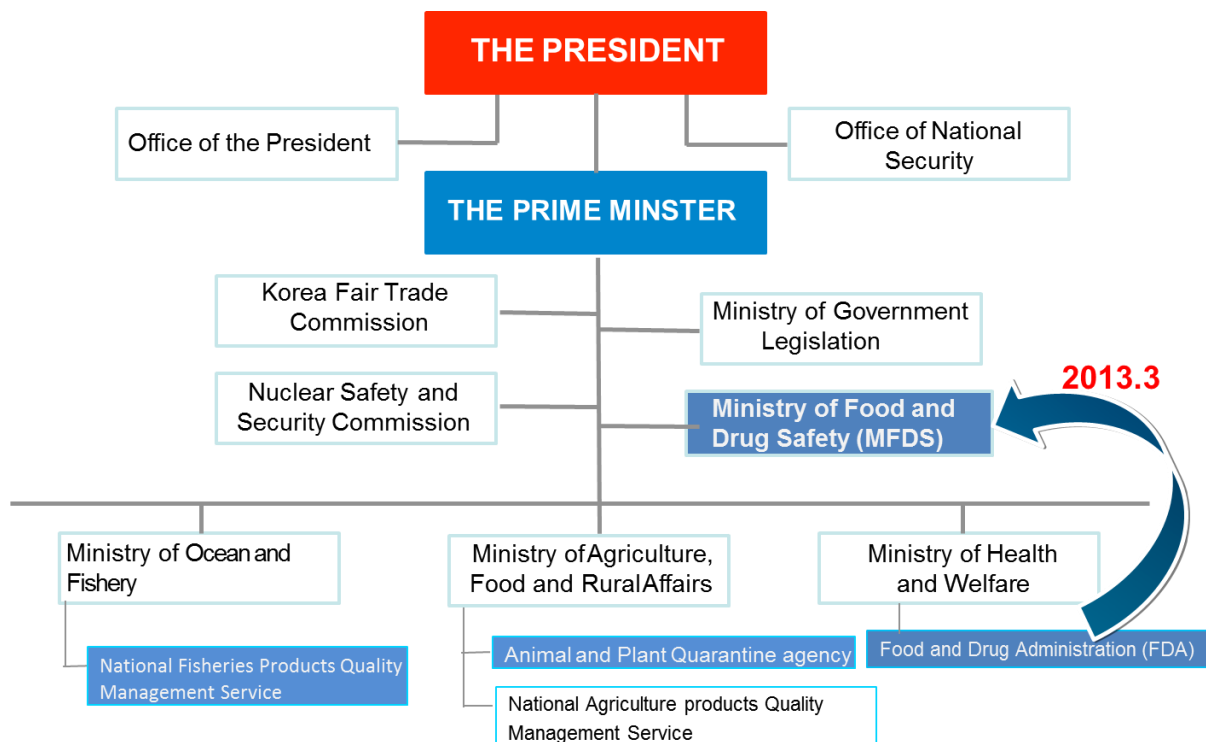 THE PRESIDENT
Office of the President
Office of National
Security
THE PRIME MINSTER
Korea Fair Trade
Commission
Ministry of Government
Legislation
Nuclear Safety and
Security Commission
2013.3
Ministry of Food and
Drug Safety (MFDS)
Ministry of Ocean and
Fishery
Ministry of Agriculture,
Food and Rural Affairs
Ministry of Health
and Welfare
National Fisheries Products Quality
Management Service
Animal and Plant Quarantine agency
Food and Drug Administration (FDA)
National Agriculture products Quality
Management Service